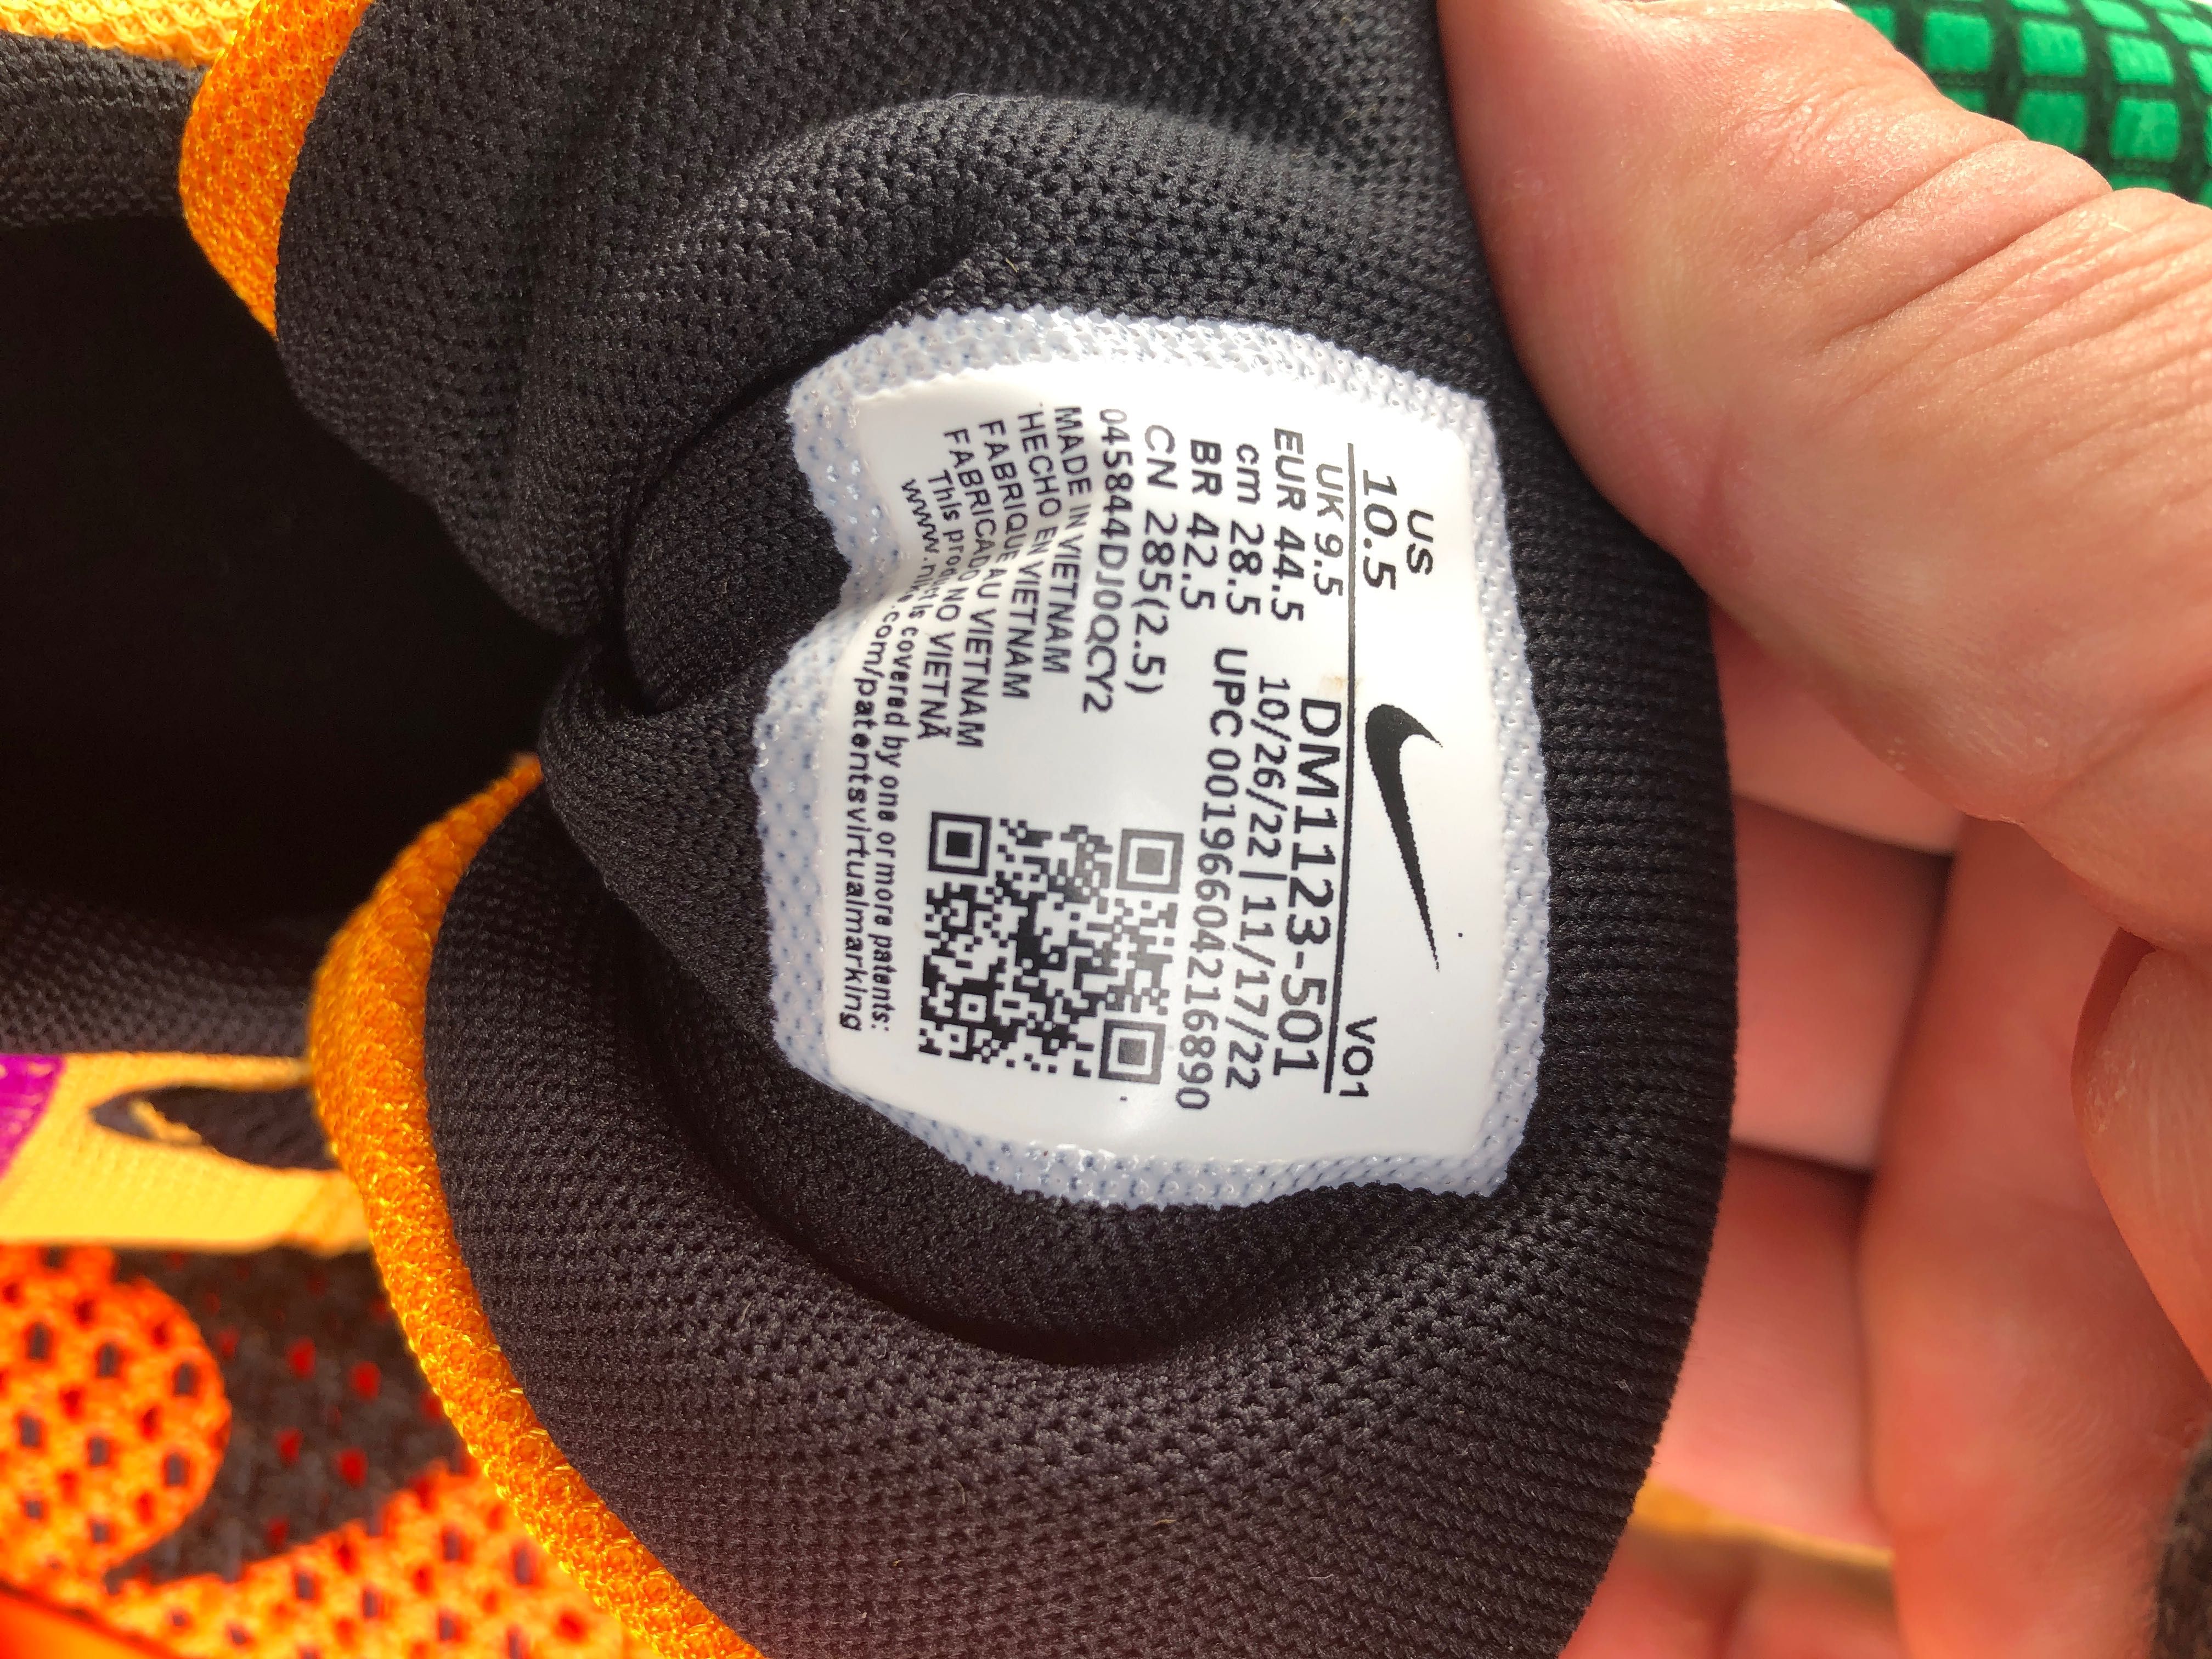 US
10.5
VO1
UK 9.5
EUR 44.5
cm 28.5
BR 42.5
CN 285(2.5)
DM1123-501
10/26/22|11/17/22
UPC 00196604216890
045844DJ0QCY2
MADE IN VIETNAM
HECHO EN VIETNAM
FABRIQUE AU VIETNAM
FABRICADO NO VIETNÃ
This product is covered by one or more patents:
www.nike.com/patentsvirtualmarking